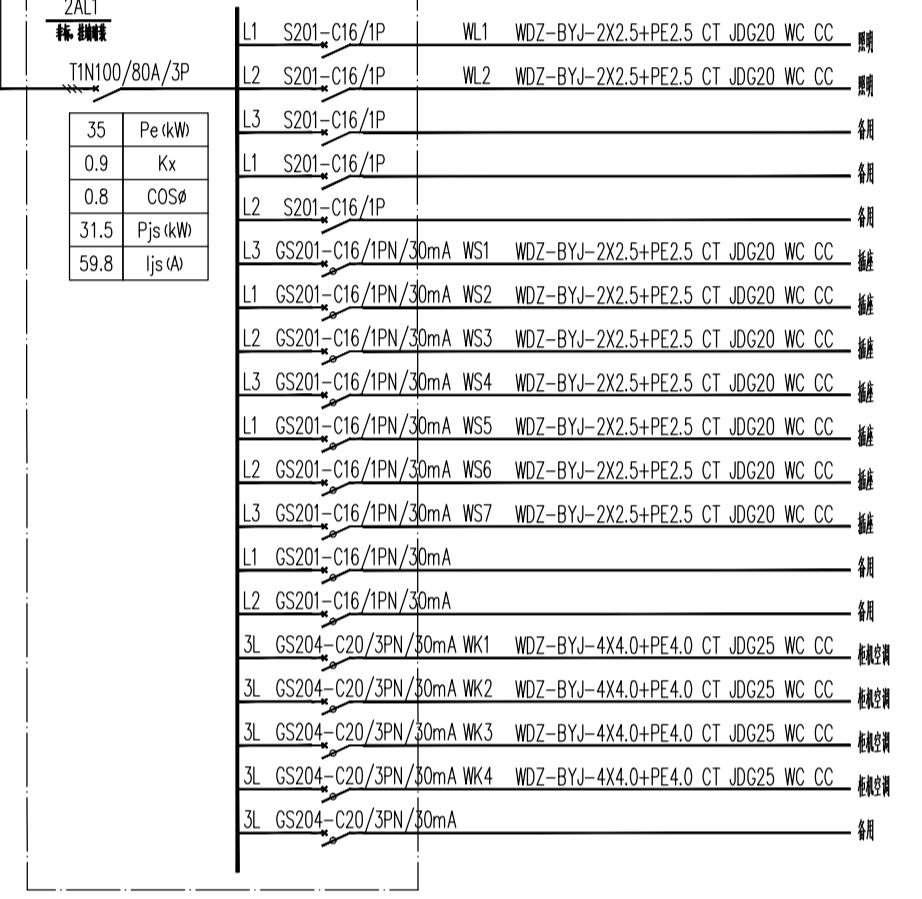 2AL1
非标、挂墙暗装
T1N100/80A/3P
35 Pe(kW)
0.9 Kx
0.8 COSø
31.5 Pjs(kW)
59.8 Ijs(A)
L1 S201-C16/1P WL1 WDZ-BYJ-2X2.5+PE2.5 CT JDG20 WC CC 照明
L2 S201-C16/1P WL2 WDZ-BYJ-2X2.5+PE2.5 CT JDG20 WC CC 照明
L3 S201-C16/1P 备用
L1 S201-C16/1P 备用
L2 S201-C16/1P 备用
L3 GS201-C16/1PN/30mA WS1 WDZ-BYJ-2X2.5+PE2.5 CT JDG20 WC CC 插座
L1 GS201-C16/1PN/30mA WS2 WDZ-BYJ-2X2.5+PE2.5 CT JDG20 WC CC 插座
L2 GS201-C16/1PN/30mA WS3 WDZ-BYJ-2X2.5+PE2.5 CT JDG20 WC CC 插座
L3 GS201-C16/1PN/30mA WS4 WDZ-BYJ-2X2.5+PE2.5 CT JDG20 WC CC 插座
L1 GS201-C16/1PN/30mA WS5 WDZ-BYJ-2X2.5+PE2.5 CT JDG20 WC CC 插座
L2 GS201-C16/1PN/30mA WS6 WDZ-BYJ-2X2.5+PE2.5 CT JDG20 WC CC 插座
L3 GS201-C16/1PN/30mA WS7 WDZ-BYJ-2X2.5+PE2.5 CT JDG20 WC CC 插座
L1 GS201-C16/1PN/30mA 备用
L2 GS201-C16/1PN/30mA 备用
3L GS204-C20/3PN/30mA WK1 WDZ-BYJ-4X4.0+PE4.0 CT JDG25 WC CC 柜机空调
3L GS204-C20/3PN/30mA WK2 WDZ-BYJ-4X4.0+PE4.0 CT JDG25 WC CC 柜机空调
3L GS204-C20/3PN/30mA WK3 WDZ-BYJ-4X4.0+PE4.0 CT JDG25 WC CC 柜机空调
3L GS204-C20/3PN/30mA WK4 WDZ-BYJ-4X4.0+PE4.0 CT JDG25 WC CC 柜机空调
3L GS204-C20/3PN/30mA 备用